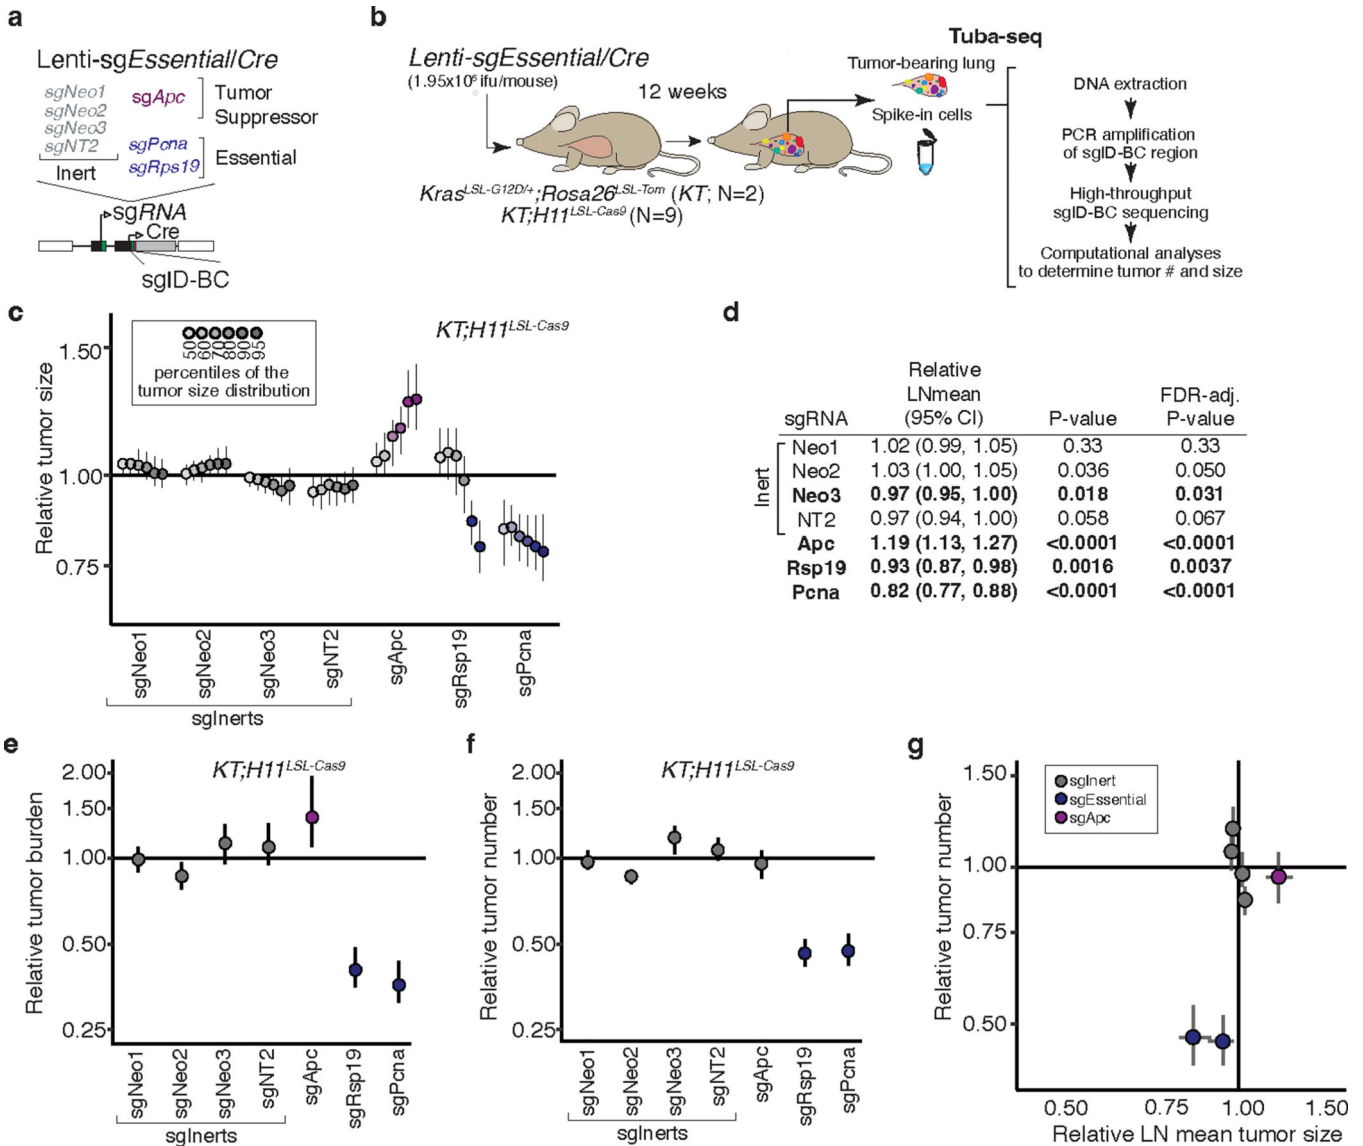 a
Lenti-sgEssential/Cre
sgNeo1
sgNeo2
sgNeo3
sgNT2
Inert
sgApc
Tumor
Suppressor
sgPcna
sgRps19
Essential
sgRNA
Cre
sgID-BC
b
Lenti-sgEssential/Cre
(1.95x10⁶ ifu/mouse)
12 weeks
Kras^LSL-G12D/+;Rosa26^LSL-Tom (KT; N=2)
KT;H11^LSL-Cas9 (N=9)
Tuba-seq
Tumor-bearing lung
Spike-in cells
DNA extraction
PCR amplification
of sgID-BC region
High-throughput
sgID-BC sequencing
Computational analyses
to determine tumor # and size
c
KT;H11^LSL-Cas9
50 60 70 80 90 95
percentiles of the
tumor size distribution
Relative tumor size
1.50
1.00
0.75
sgNeo1
sgNeo2
sgNeo3
sgNT2
sgApc
sgRsp19
sgPcna
sgInerts
d
sgRNA Relative LNmean (95% CI) P-value FDR-adj. P-value
Inert
Neo1 1.02 (0.99, 1.05) 0.33 0.33
Neo2 1.03 (1.00, 1.05) 0.036 0.050
Neo3 0.97 (0.95, 1.00) 0.018 0.031
NT2 0.97 (0.94, 1.00) 0.058 0.067
Apc 1.19 (1.13, 1.27) <0.0001 <0.0001
Rsp19 0.93 (0.87, 0.98) 0.0016 0.0037
Pcna 0.82 (0.77, 0.88) <0.0001 <0.0001
e
KT;H11^LSL-Cas9
Relative tumor burden
2.00
1.50
1.00
0.50
0.25
sgNeo1
sgNeo2
sgNeo3
sgNT2
sgApc
sgRsp19
sgPcna
sgInerts
f
KT;H11^LSL-Cas9
Relative tumor number
2.00
1.50
1.00
0.50
0.25
sgNeo1
sgNeo2
sgNeo3
sgNT2
sgApc
sgRsp19
sgPcna
sgInerts
g
sgInert
sgEssential
sgApc
Relative tumor number
1.50
1.00
0.75
0.50
0.50 0.75 1.00 1.50
Relative LN mean tumor size